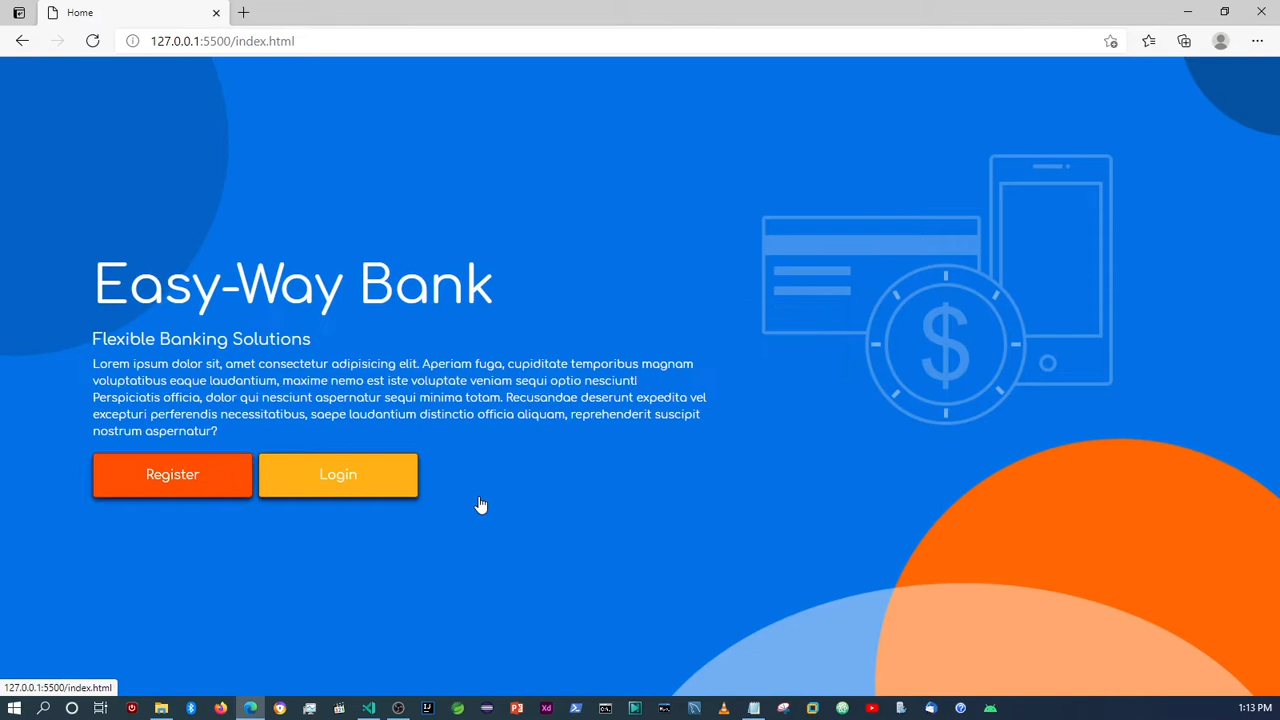 Home
127.0.0.1:5500/index.html
Easy-Way Bank
Flexible Banking Solutions
Lorem ipsum dolor sit, amet consectetur adipisicing elit. Aperiam fuga, cupiditate temporibus magnam
voluptatibus eaque laudantium, maxime nemo est iste voluptate veniam sequi optio nesciunt!
Perspiciatis officia, dolor qui nesciunt aspernatur sequi minima totam. Recusandae deserunt expedita vel
excepturi perferendis necessitatibus, saepe laudantium distinctio officia aliquam, reprehenderit suscipit
nostrum aspernatur?
Register Login
$
127.0.0.1:5500/index.html
Xd
1:13 PM